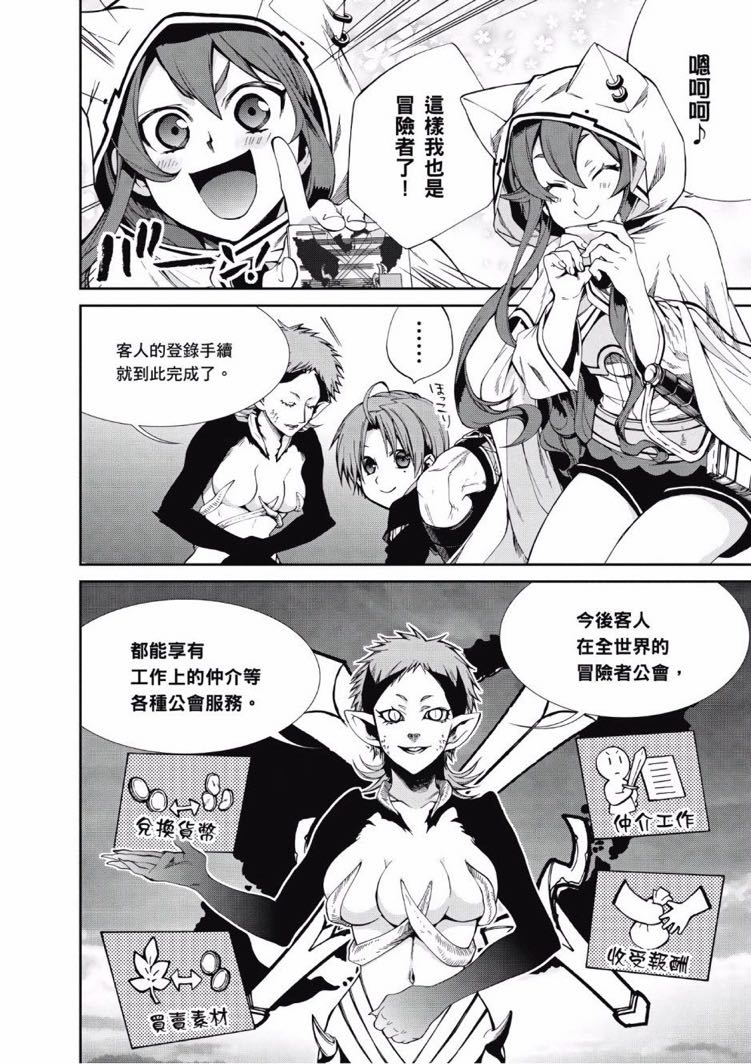 嗯呵呵♪
這樣我也是
冒險者了！
バーン！
……
ほっこり
客人的登錄手續
就到此完成了。
今後客人
在全世界的
冒險者公會，
都能享有
工作上的仲介等
各種公會服務。
仲介工作
收受報酬
兌換貨幣
買賣素材